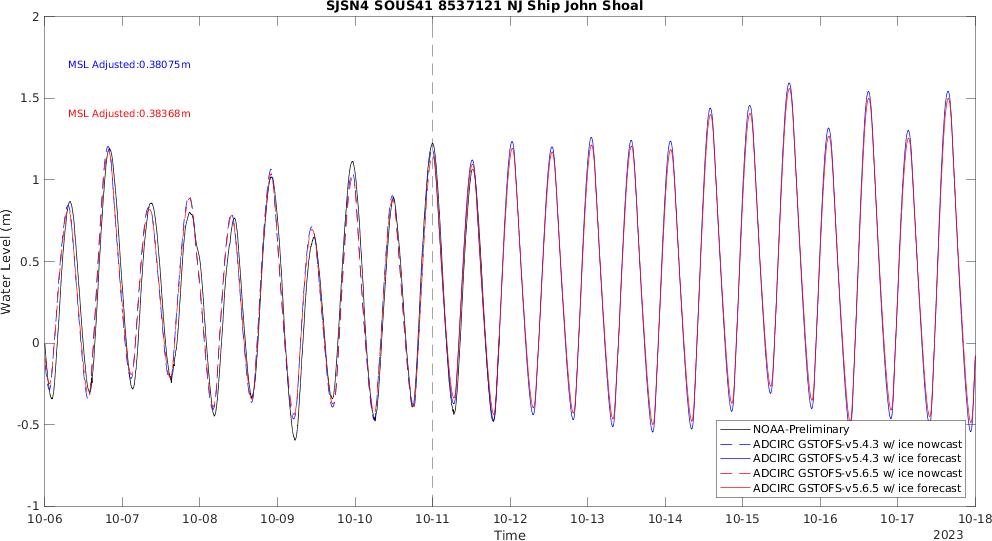 SJSN4 SOUS41 8537121 NJ Ship John Shoal
2
1.5
1
0.5
0
-0.5
-1
Water Level (m)
MSL Adjusted:0.38075m
MSL Adjusted:0.38368m
NOAA-Preliminary
ADCIRC GSTOFS-v5.4.3 w/ ice nowcast
ADCIRC GSTOFS-v5.4.3 w/ ice forecast
ADCIRC GSTOFS-v5.6.5 w/ ice nowcast
ADCIRC GSTOFS-v5.6.5 w/ ice forecast
10-06 10-07 10-08 10-09 10-10 10-11 10-12 10-13 10-14 10-15 10-16 10-17 10-18
Time
2023